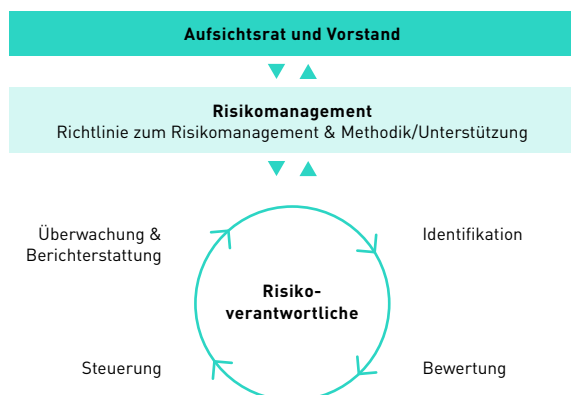 Aufsichtsrat und Vorstand
Risikomanagement
Richtlinie zum Risikomanagement & Methodik/Unterstützung
Überwachung &
Berichterstattung
Identifikation
Risiko-
verantwortliche
Steuerung
Bewertung